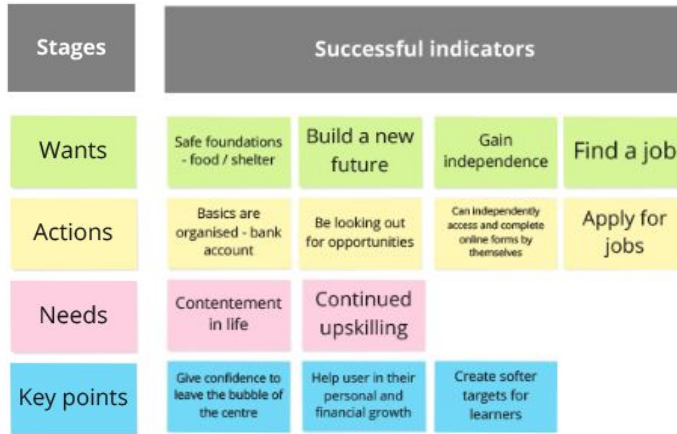 Stages
Successful indicators
Wants
Safe foundations
- food / shelter
Build a new
future
Gain
independence
Find a job
Actions
Basics are
organised - bank
account
Be looking out
for opportunities
Can independently
access and complete
online forms by
themselves
Apply for
jobs
Needs
Contentement
in life
Continued
upskilling
Key points
Give confidence to
leave the bubble of
the centre
Help user in their
personal and
financial growth
Create softer
targets for
learners